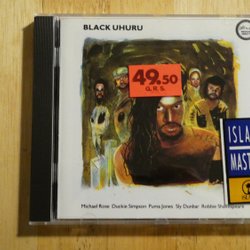 BLACK UHURU
49.50
G.R.S.
ISLA
MAST
Michael Rose Duckie Simpson Puma Jones Sly Dunbar Robbie Shakespeare